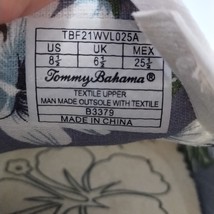 TBF21WVL025A
US UK MEX
8½ 6½ 25½
Tommy Bahama®
TEXTILE UPPER
MAN MADE OUTSOLE WITH TEXTILE
B3379
MADE IN CHINA